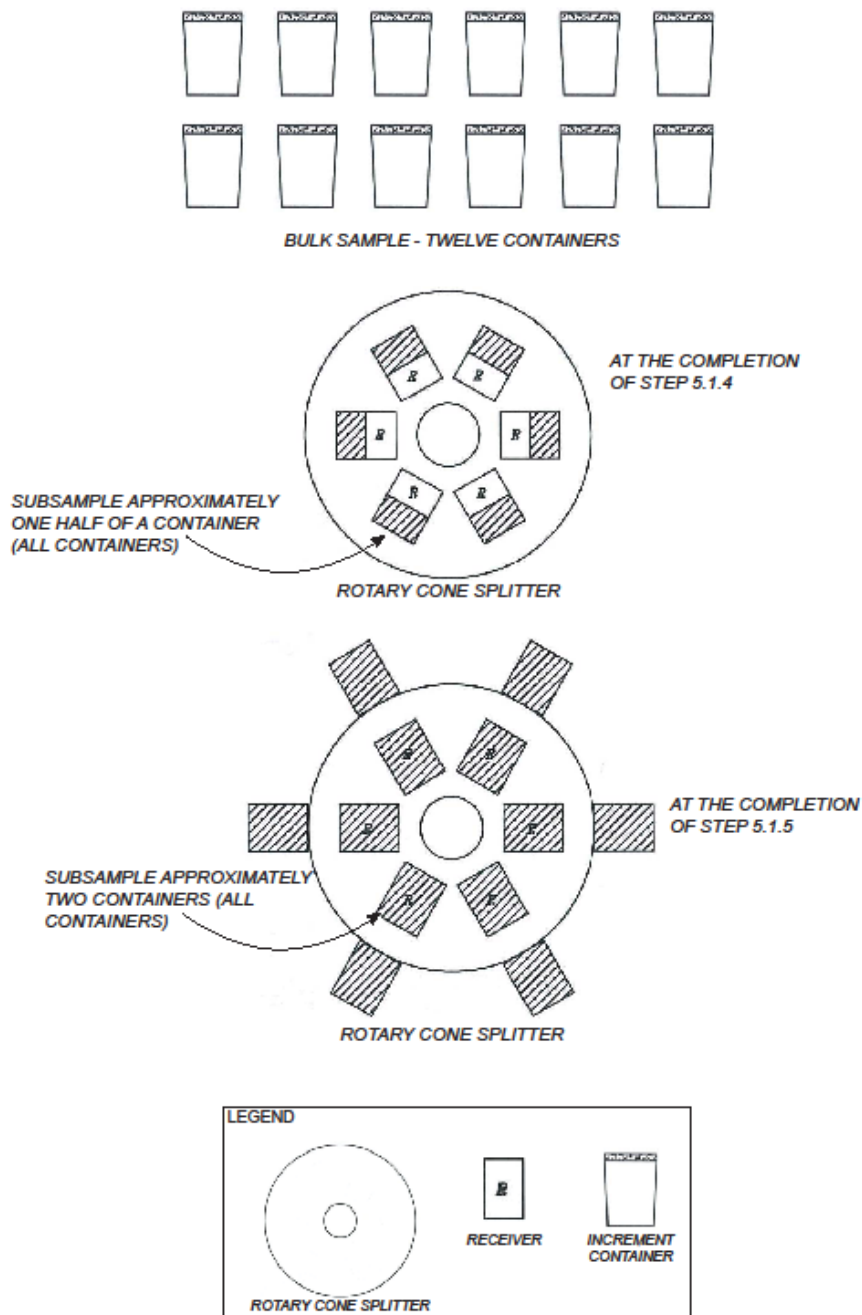 BULK SAMPLE - TWELVE CONTAINERS
R
R
AT THE COMPLETION
OF STEP 5.1.4
R
R
R
R
SUBSAMPLE APPROXIMATELY
ONE HALF OF A CONTAINER
(ALL CONTAINERS)
ROTARY CONE SPLITTER
R
R
AT THE COMPLETION
OF STEP 5.1.5
R
R
R
R
SUBSAMPLE APPROXIMATELY
TWO CONTAINERS (ALL
CONTAINERS)
ROTARY CONE SPLITTER
LEGEND
R
RECEIVER
INCREMENT
CONTAINER
ROTARY CONE SPLITTER